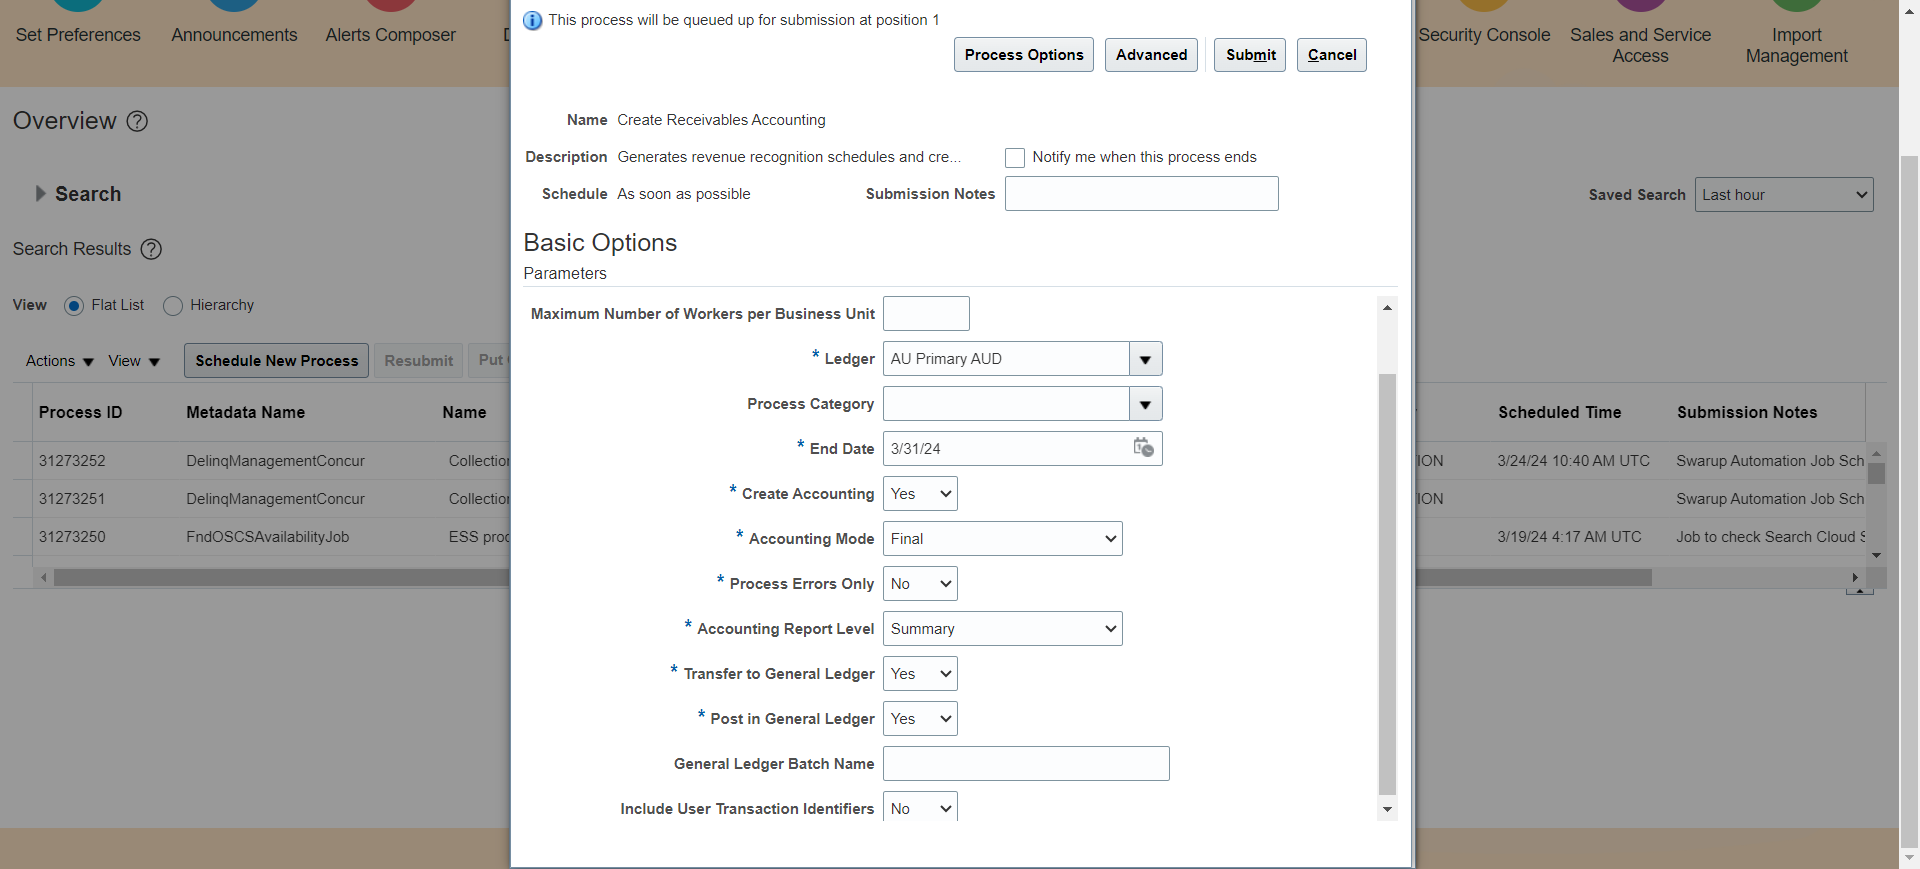 Set Preferences
Announcements
Alerts Composer
Security Console
Sales and Service
Access
Import
Management
This process will be queued up for submission at position 1
Process Options
Advanced
Submit
Cancel
Overview
Name Create Receivables Accounting
Description Generates revenue recognition schedules and cre...
Notify me when this process ends
Schedule As soon as possible
Submission Notes
Search
Saved Search Last hour
Basic Options
Search Results
Parameters
View Flat List Hierarchy
Maximum Number of Workers per Business Unit
* Ledger AU Primary AUD
Actions View Schedule New Process Resubmit Put
Process Category
Process ID Metadata Name Name
Scheduled Time Submission Notes
* End Date 3/31/24
31273252 DelinqManagementConcur Collection
ION 3/24/24 10:40 AM UTC Swarup Automation Job Sch
* Create Accounting Yes
31273251 DelinqManagementConcur Collection
ION Swarup Automation Job Sch
* Accounting Mode Final
31273250 FndOSCSAvailabilityJob ESS proc
3/19/24 4:17 AM UTC Job to check Search Cloud S
* Process Errors Only No
* Accounting Report Level Summary
* Transfer to General Ledger Yes
* Post in General Ledger Yes
General Ledger Batch Name
Include User Transaction Identifiers No